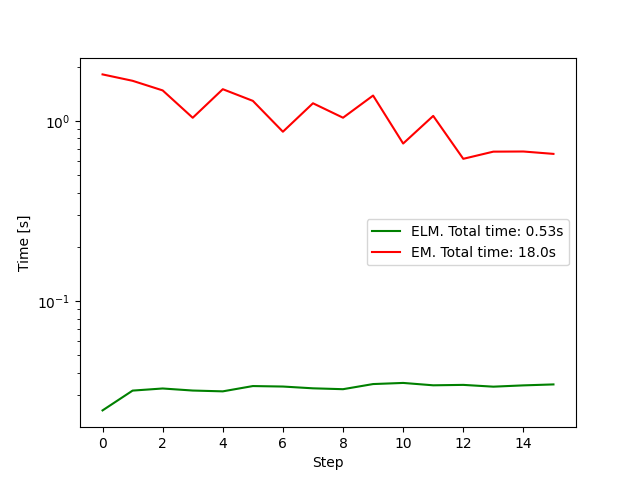 10⁰
10⁻¹
Time [s]
ELM. Total time: 0.53s
EM. Total time: 18.0s
0 2 4 6 8 10 12 14
Step